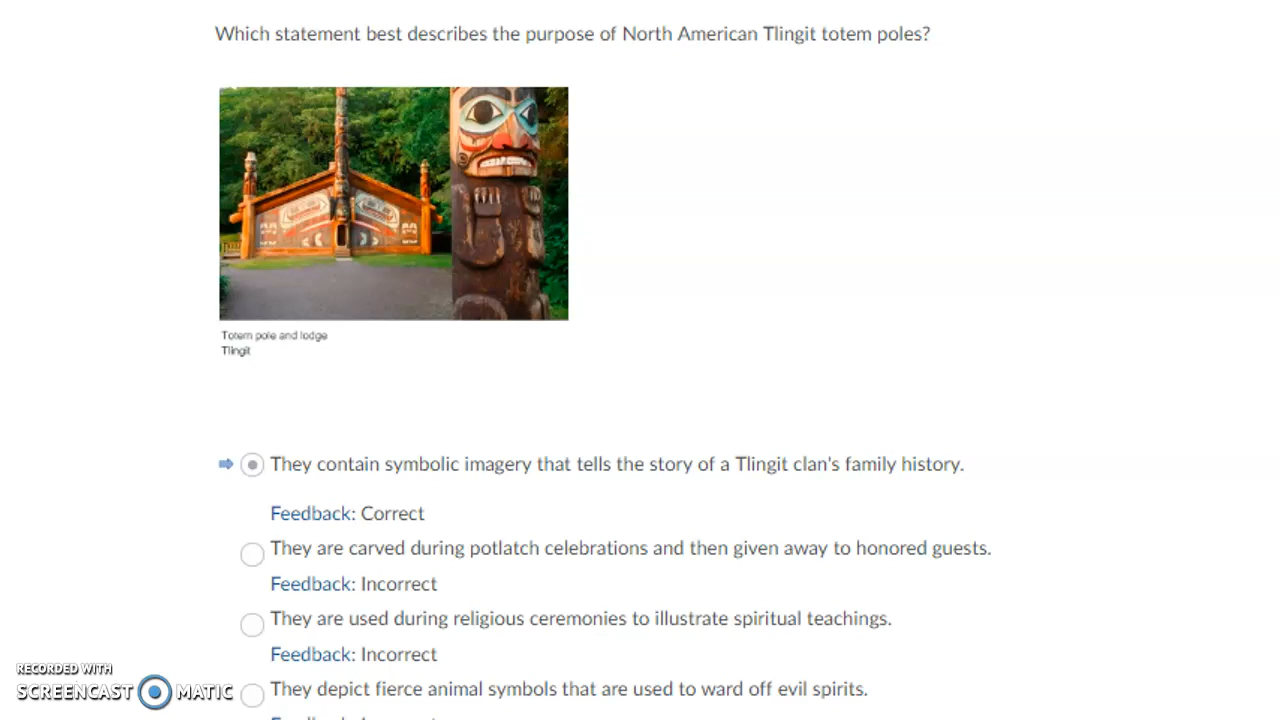 Which statement best describes the purpose of North American Tlingit totem poles?
Totem pole and lodge
Tlingit
They contain symbolic imagery that tells the story of a Tlingit clan's family history.
Feedback: Correct
They are carved during potlatch celebrations and then given away to honored guests.
Feedback: Incorrect
They are used during religious ceremonies to illustrate spiritual teachings.
Feedback: Incorrect
RECORDED WITH
SCREENCAST MATIC
They depict fierce animal symbols that are used to ward off evil spirits.